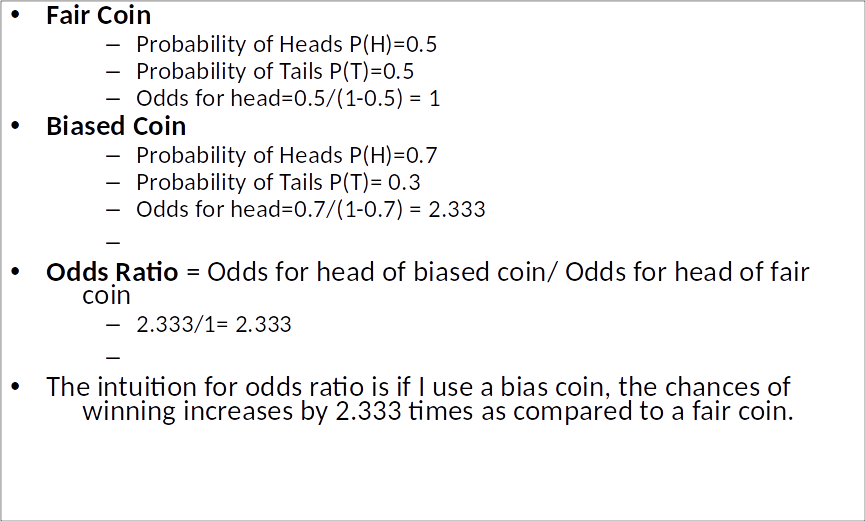 • Fair Coin
– Probability of Heads P(H)=0.5
– Probability of Tails P(T)=0.5
– Odds for head=0.5/(1-0.5) = 1
• Biased Coin
– Probability of Heads P(H)=0.7
– Probability of Tails P(T)= 0.3
– Odds for head=0.7/(1-0.7) = 2.333
–
• Odds Ratio = Odds for head of biased coin/ Odds for head of fair
coin
– 2.333/1= 2.333
–
• The intuition for odds ratio is if I use a bias coin, the chances of
winning increases by 2.333 times as compared to a fair coin.